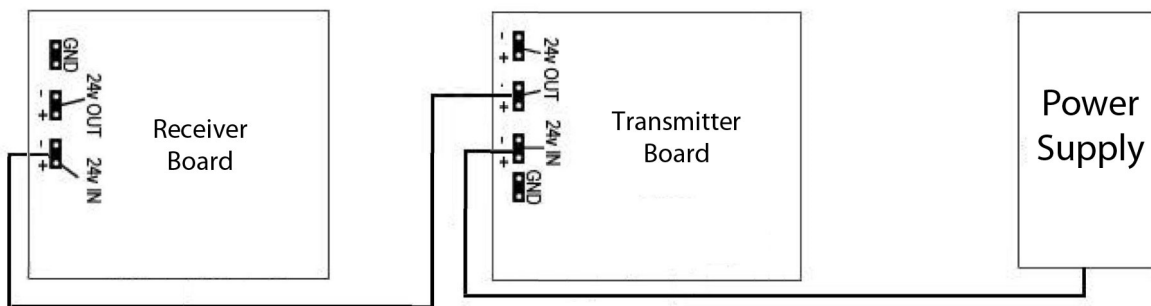 GND
-
+
24v OUT
-
+
24v IN
Receiver
Board
-
+
24v OUT
-
+
-
+
24v IN
GND
Transmitter
Board
Power
Supply